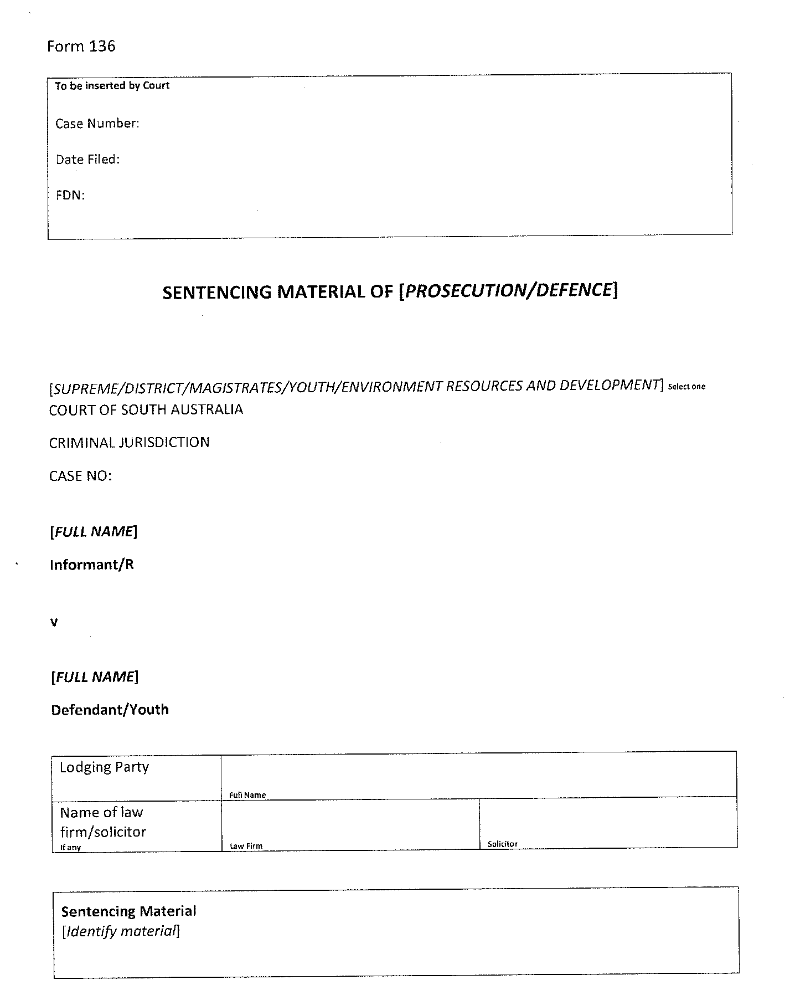 Form 136
To be inserted by Court
Case Number:
Date Filed:
FDN:
SENTENCING MATERIAL OF [PROSECUTION/DEFENCE]
[SUPREME/DISTRICT/MAGISTRATES/YOUTH/ENVIRONMENT RESOURCES AND DEVELOPMENT] Select one
COURT OF SOUTH AUSTRALIA
CRIMINAL JURISDICTION
CASE NO:
[FULL NAME]
Informant/R
v
[FULL NAME]
Defendant/Youth
Lodging Party
Full Name
Name of law
firm/solicitor
If any
Law Firm
Solicitor
Sentencing Material
[Identify material]